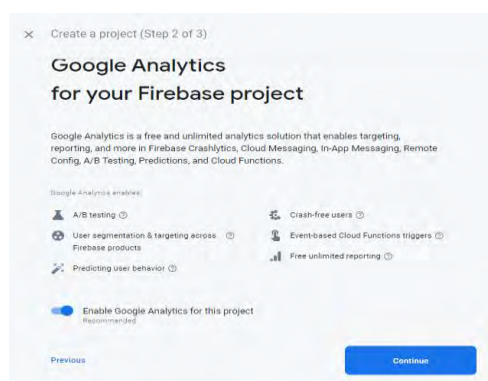 Create a project (Step 2 of 3)
Google Analytics
for your Firebase project
Google Analytics is a free and unlimited analytics solution that enables targeting,
reporting, and more in Firebase Crashlytics, Cloud Messaging, In-App Messaging, Remote
Config, A/B Testing, Predictions, and Cloud Functions.
Google Analytics enables:
A/B testing
Crash-free users
User segmentation & targeting across
Firebase products
Event-based Cloud Functions triggers
Predicting user behavior
Free unlimited reporting
Enable Google Analytics for this project
Recommended
Previous
Continue